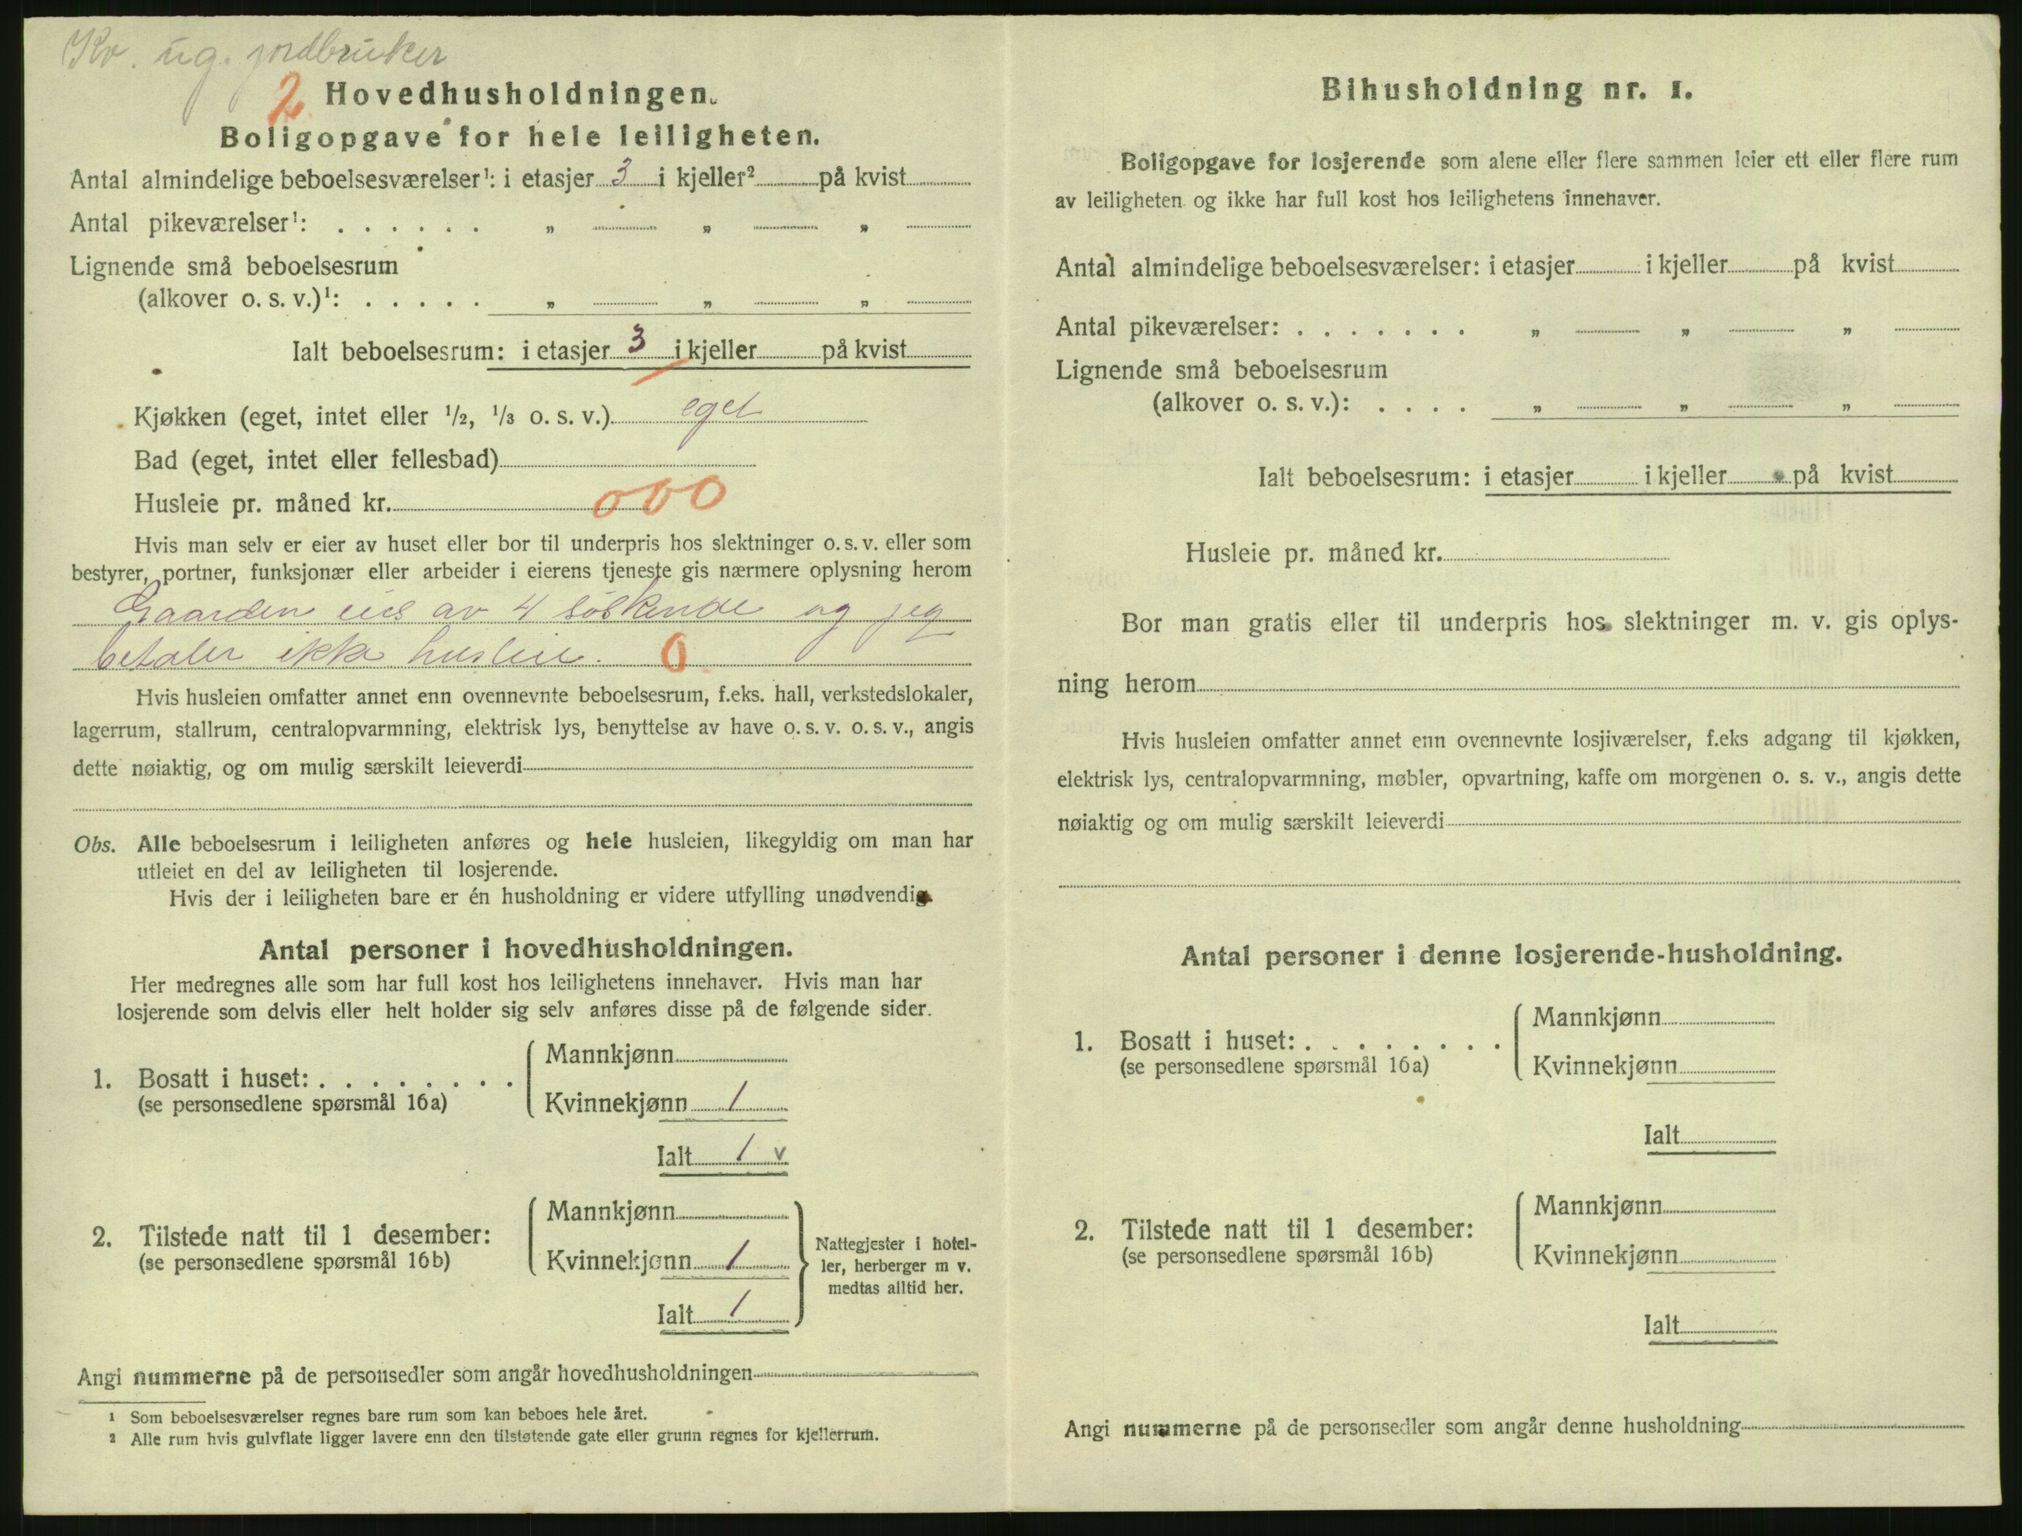 Kv. ug. jordbruker
2 Hovedhusholdningen.
Boligopgave for hele leiligheten.
Antal almindelige beboelsesværelser¹: i etasjer 3 i kjeller² på kvist
Antal pikeværelser¹: . . . . . . „ „ „
Lignende små beboelsesrum
(alkover o. s. v.)¹: . . . . . „ „ „
Ialt beboelsesrum: i etasjer 3 i kjeller på kvist
Kjøkken (eget, intet eller ½, ⅓ o. s. v.) eget
Bad (eget, intet eller fellesbad)
Husleie pr. måned kr. 000
Hvis man selv er eier av huset eller bor til underpris hos slektninger o. s. v. eller som
bestyrer, portner, funksjonær eller arbeider i eierens tjeneste gis nærmere oplysning herom
Gaarden eies av 4 søskende og jeg
betaler ikke husleie. 0
Hvis husleien omfatter annet enn ovennevnte beboelsesrum, f.eks. hall, verkstedslokaler,
lagerrum, stallrum, centralopvarmning, elektrisk lys, benyttelse av have o. s. v. o. s. v., angis
dette nøiaktig, og om mulig særskilt leieverdi
Obs. Alle beboelsesrum i leiligheten anføres og hele husleien, likegyldig om man har
utleiet en del av leiligheten til losjerende.
Hvis der i leiligheten bare er én husholdning er videre utfylling unødvendig.
Antal personer i hovedhusholdningen.
Her medregnes alle som har full kost hos leilighetens innehaver. Hvis man har
losjerende som delvis eller helt holder sig selv anføres disse på de følgende sider.
Mannkjønn
1. Bosatt i huset: . . . . . . . .
(se personsedlene spørsmål 16a)
Kvinnekjønn 1
Ialt 1 v
Mannkjønn
2. Tilstede natt til 1 desember:
(se personsedlene spørsmål 16b)
Kvinnekjønn 1
Ialt 1
Nattegjester i hotel-
ler, herberger m v.
medtas alltid her.
Angi nummerne på de personsedler som angår hovedhusholdningen
¹ Som beboelsesværelser regnes bare rum som kan beboes hele året.
² Alle rum hvis gulvflate ligger lavere enn den tilstøtende gate eller grunn regnes for kjellerrum.
Bihusholdning nr. 1.
Boligopgave for losjerende som alene eller flere sammen leier ett eller flere rum
av leiligheten og ikke har full kost hos leilighetens innehaver.
Antal almindelige beboelsesværelser: i etasjer i kjeller på kvist
Antal pikeværelser: . . . . . . . „ „ „
Lignende små beboelsesrum
(alkover o. s. v.): . . . . „ „ „
Ialt beboelsesrum: i etasjer i kjeller på kvist
Husleie pr. måned kr.
Bor man gratis eller til underpris hos slektninger m. v. gis oplys-
ning herom
Hvis husleien omfatter annet enn ovennevnte losjiværelser, f.eks adgang til kjøkken,
elektrisk lys, centralopvarmning, møbler, opvartning, kaffe om morgenen o. s. v., angis dette
nøiaktig og om mulig særskilt leieverdi
Antal personer i denne losjerende-husholdning.
Mannkjønn
1. Bosatt i huset: . . . . . . . .
(se personsedlene spørsmål 16a)
Kvinnekjønn
Ialt
Mannkjønn
2. Tilstede natt til 1 desember:
(se personsedlene spørsmål 16b)
Kvinnekjønn
Ialt
Angi nummerne på de personsedler som angår denne husholdning